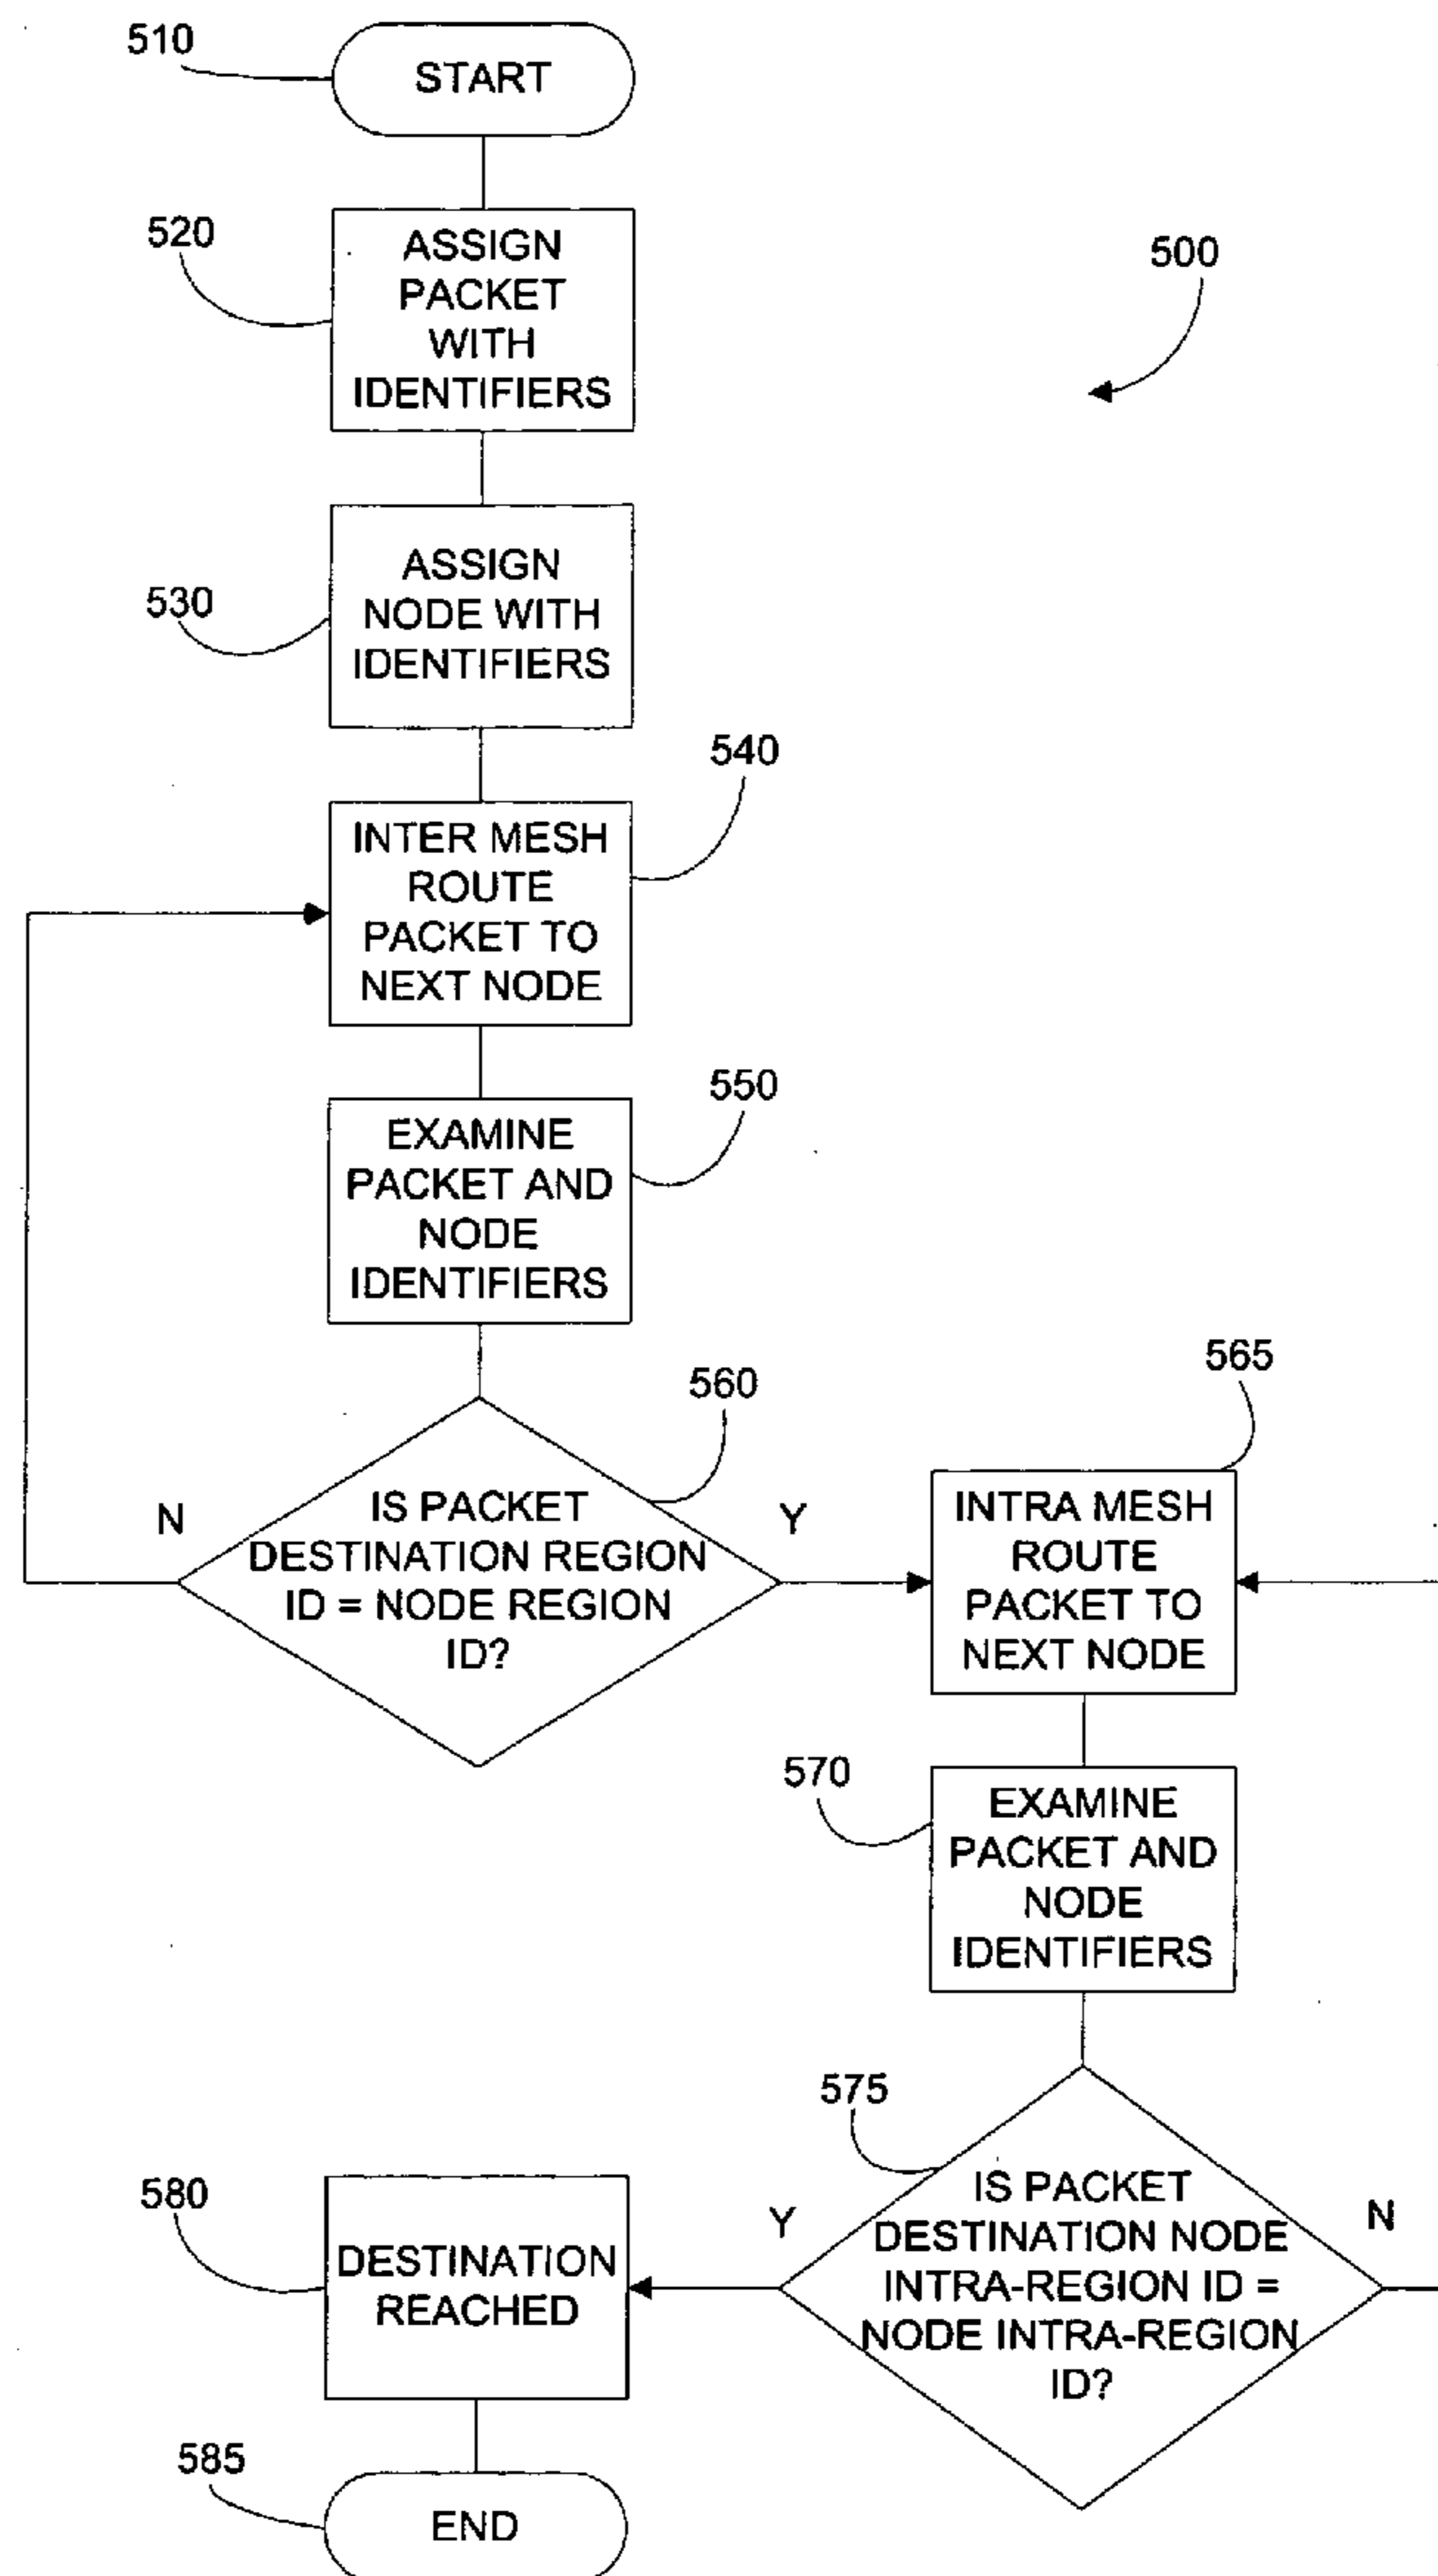 510
START
520
ASSIGN
PACKET
WITH
IDENTIFIERS
500
530
ASSIGN
NODE WITH
IDENTIFIERS
540
INTER MESH
ROUTE
PACKET TO
NEXT NODE
550
EXAMINE
PACKET AND
NODE
IDENTIFIERS
560
N
IS PACKET
DESTINATION REGION
ID = NODE REGION
ID?
Y
565
INTRA MESH
ROUTE
PACKET TO
NEXT NODE
570
EXAMINE
PACKET AND
NODE
IDENTIFIERS
575
IS PACKET
DESTINATION NODE
INTRA-REGION ID =
NODE INTRA-REGION
ID?
Y
N
580
DESTINATION
REACHED
585
END